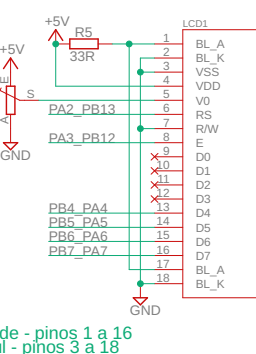 LCD1
+5V
R5
33R
+5V
1 BL_A
2 BL_K
3 VSS
4 VDD
E
S
5 V0
PA2_PB13
6 RS
7 R/W
A
PA3_PB12
8 E
GND
9 D0
10 D1
11 D2
12 D3
PB4_PA4
13 D4
PB5_PA5
14 D5
PB6_PA6
15 D6
PB7_PA7
16 D7
17 BL_A
18 BL_K
GND
de - pinos 1 a 16
l - pinos 3 a 18